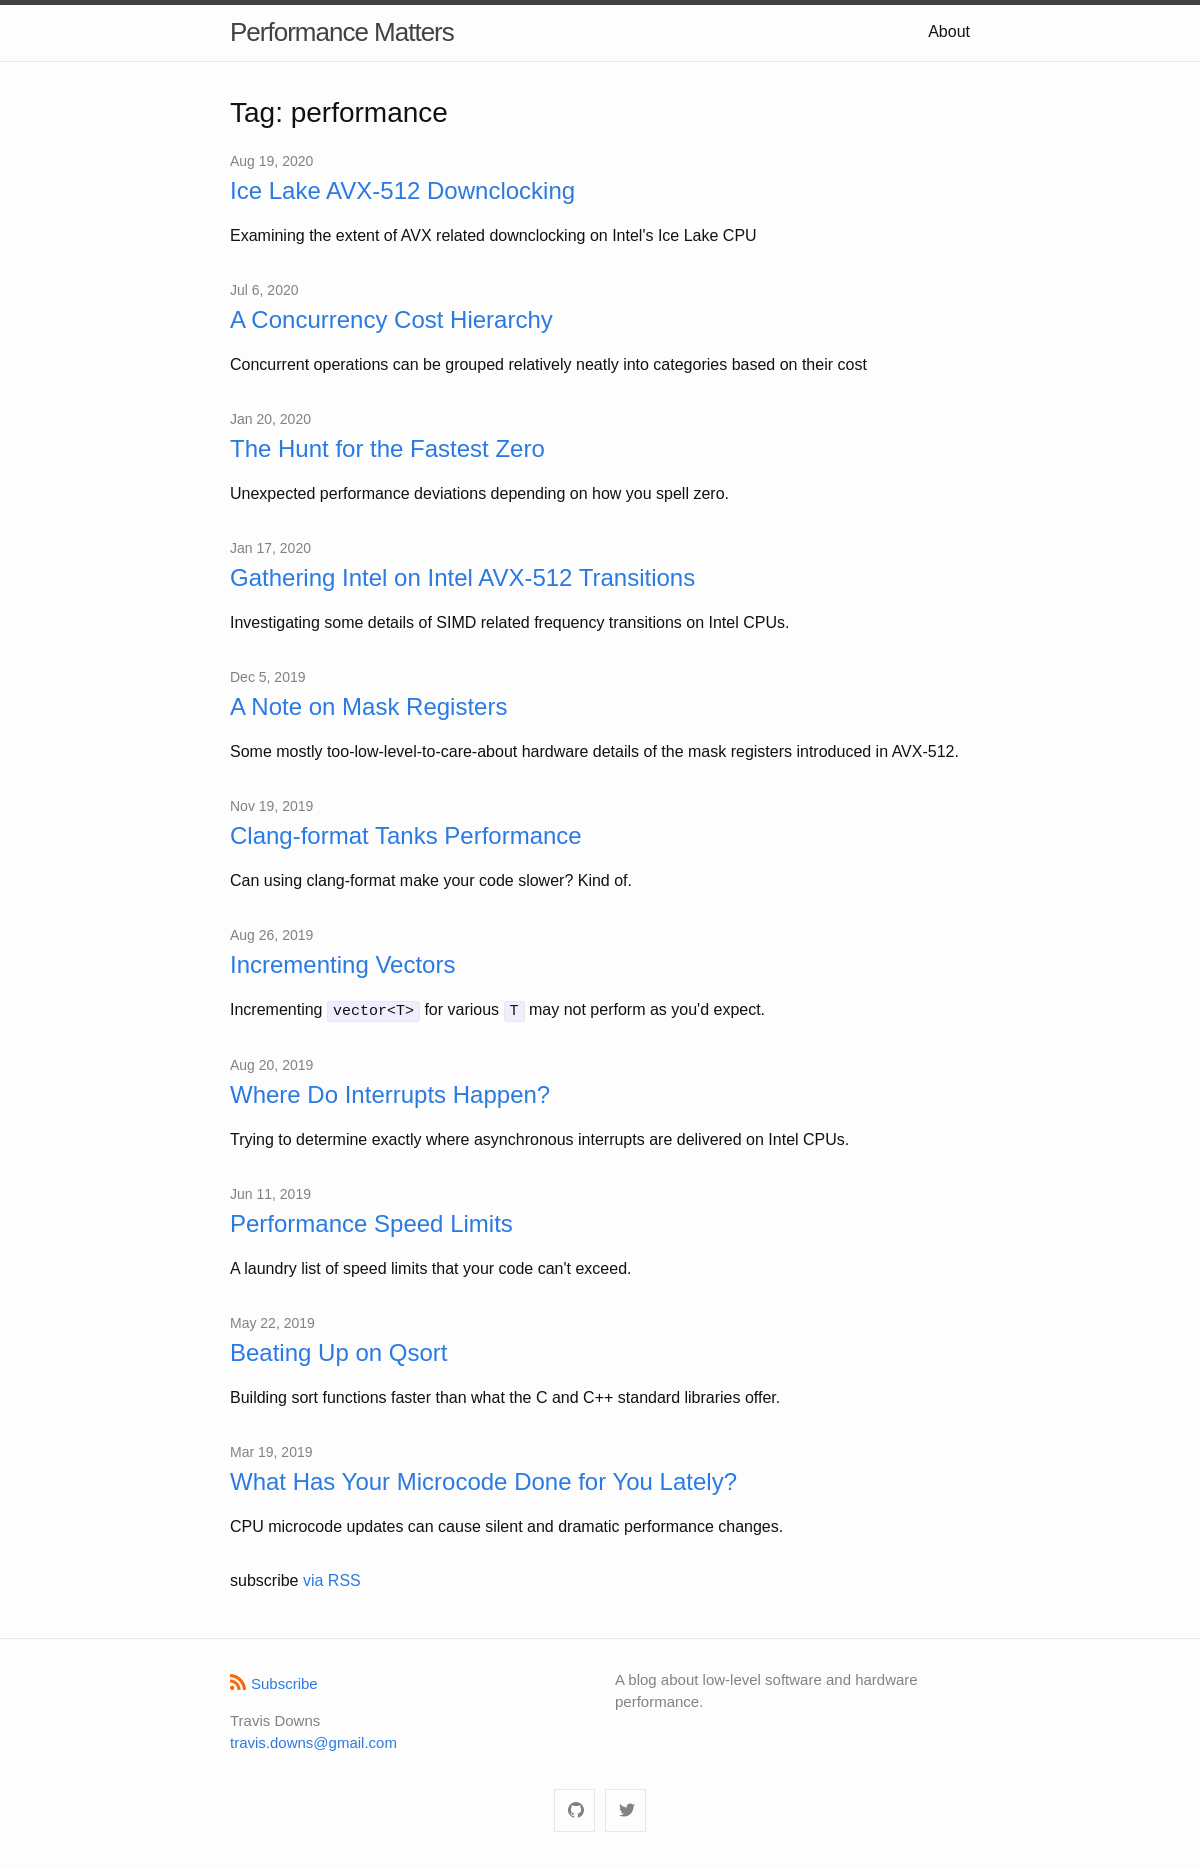 Performance Matters
About
Tag: performance
Aug 19, 2020
Ice Lake AVX-512 Downclocking
Examining the extent of AVX related downclocking on Intel's Ice Lake CPU
Jul 6, 2020
A Concurrency Cost Hierarchy
Concurrent operations can be grouped relatively neatly into categories based on their cost
Jan 20, 2020
The Hunt for the Fastest Zero
Unexpected performance deviations depending on how you spell zero.
Jan 17, 2020
Gathering Intel on Intel AVX-512 Transitions
Investigating some details of SIMD related frequency transitions on Intel CPUs.
Dec 5, 2019
A Note on Mask Registers
Some mostly too-low-level-to-care-about hardware details of the mask registers introduced in AVX-512.
Nov 19, 2019
Clang-format Tanks Performance
Can using clang-format make your code slower? Kind of.
Aug 26, 2019
Incrementing Vectors
Incrementing vector<T> for various T may not perform as you'd expect.
Aug 20, 2019
Where Do Interrupts Happen?
Trying to determine exactly where asynchronous interrupts are delivered on Intel CPUs.
Jun 11, 2019
Performance Speed Limits
A laundry list of speed limits that your code can't exceed.
May 22, 2019
Beating Up on Qsort
Building sort functions faster than what the C and C++ standard libraries offer.
Mar 19, 2019
What Has Your Microcode Done for You Lately?
CPU microcode updates can cause silent and dramatic performance changes.
subscribe via RSS
Subscribe
Travis Downs
travis.downs@gmail.com
A blog about low-level software and hardware
performance.